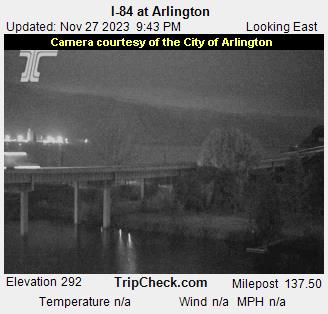 I-84 at Arlington
Updated: Nov 27 2023 9:43 PM Looking East
Camera courtesy of the City of Arlington
Elevation 292 TripCheck.com Milepost 137.50
Temperature n/a Wind n/a MPH n/a